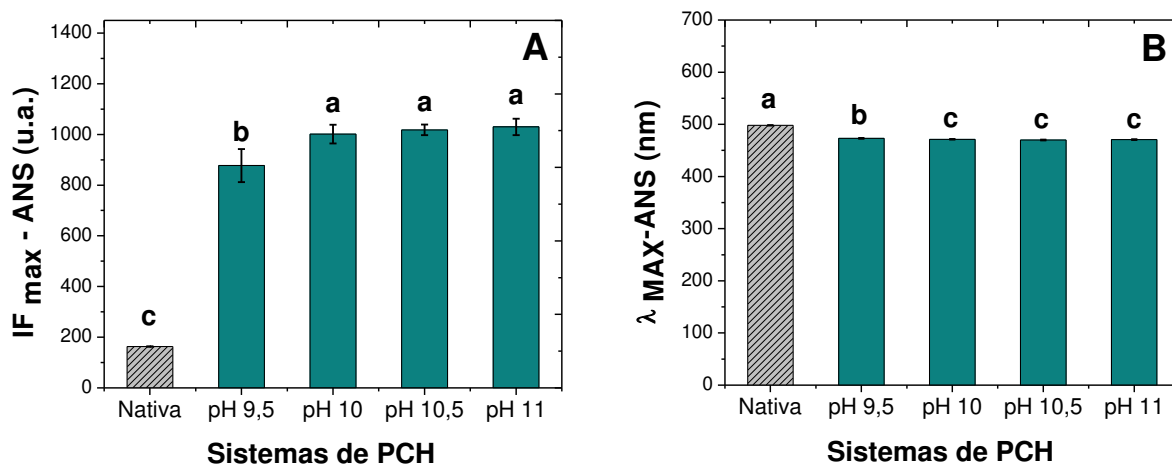 A
IF max - ANS (u.a.)
1400
1200
1000
800
600
400
200
0
c
b
a
a
a
Nativa
pH 9,5
pH 10
pH 10,5
pH 11
Sistemas de PCH
B
λ MAX-ANS (nm)
700
600
500
400
300
200
100
0
a
b
c
c
c
Nativa
pH 9,5
pH 10
pH 10,5
pH 11
Sistemas de PCH